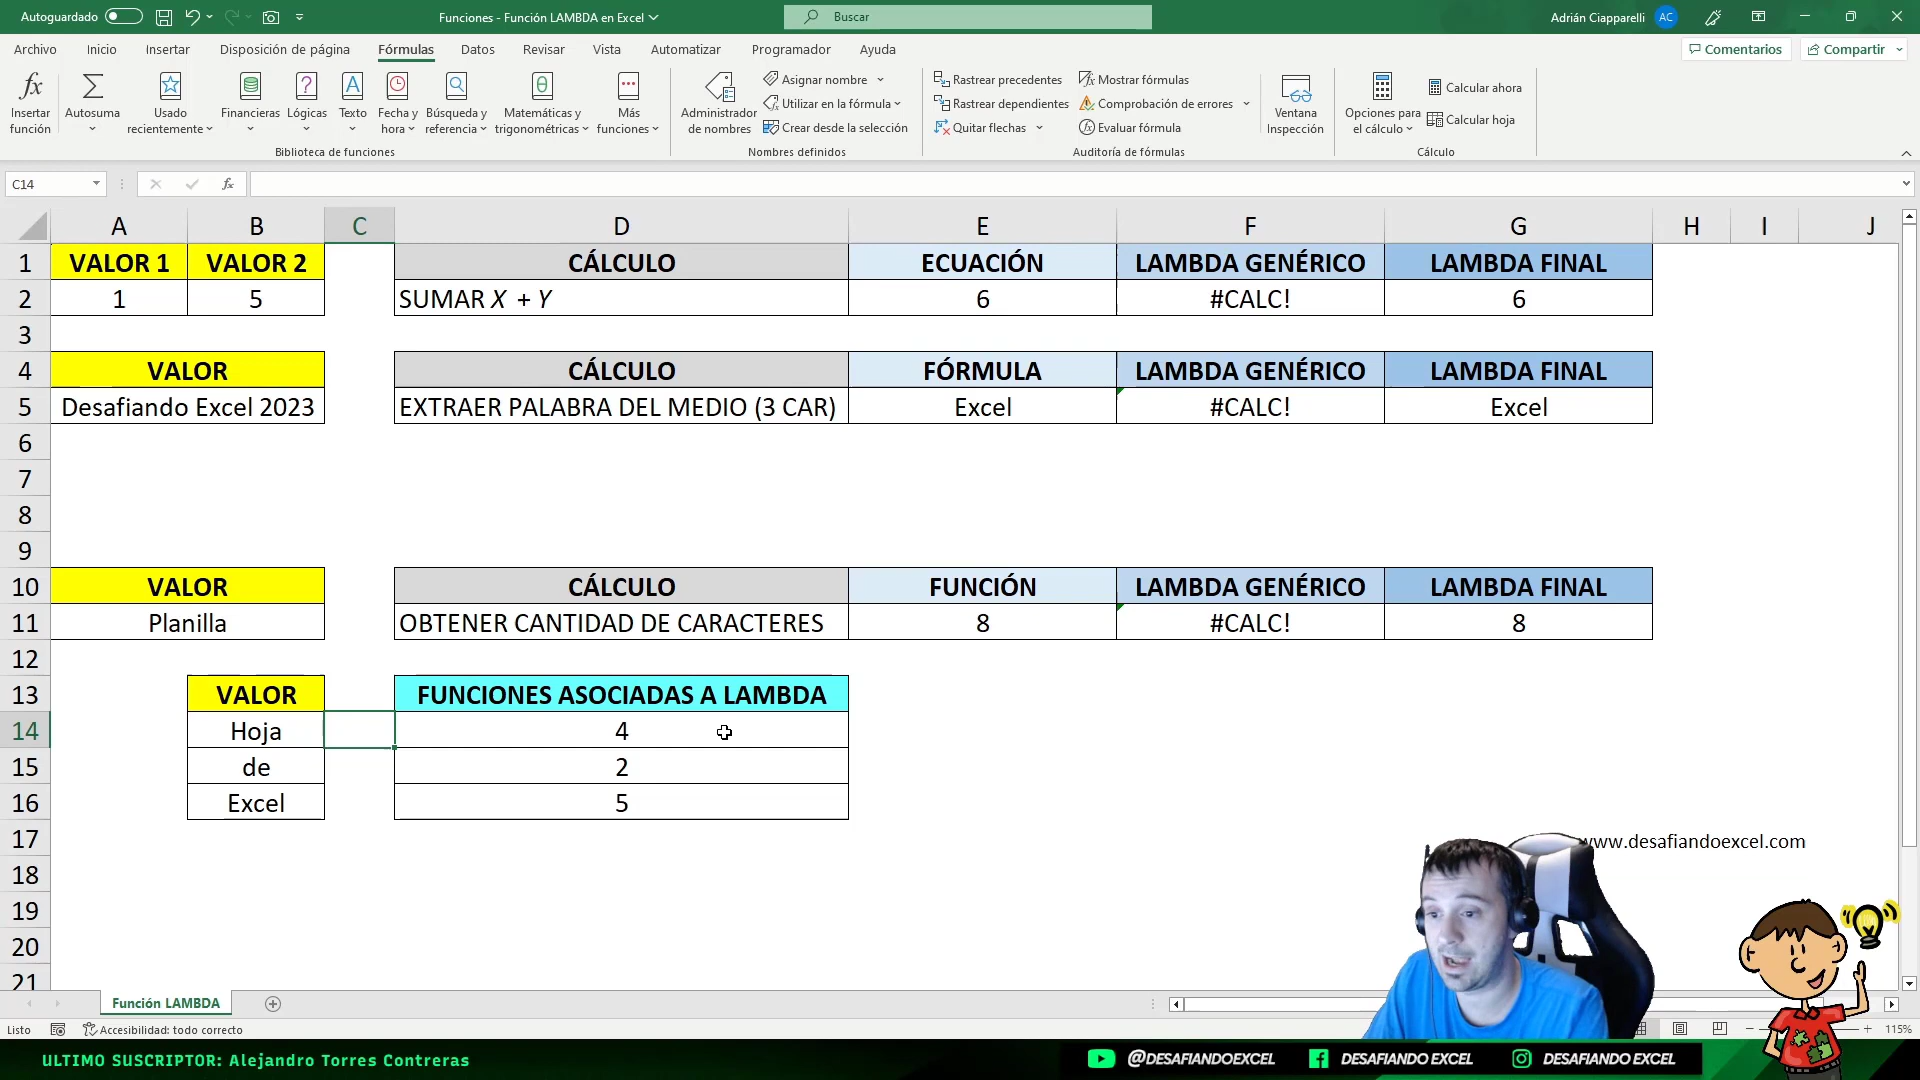 Autoguardado
Funciones - Función LAMBDA en Excel
Buscar
Adrián Ciapparelli AC
Archivo Inicio Insertar Disposición de página Fórmulas Datos Revisar Vista Automatizar Programador Ayuda
Comentarios Compartir
Insertar función
Autosuma
Usado recientemente
Financieras
Lógicas
Texto
Fecha y hora
Búsqueda y referencia
Matemáticas y trigonométricas
Más funciones
Biblioteca de funciones
Administrador de nombres
Asignar nombre
Utilizar en la fórmula
Crear desde la selección
Nombres definidos
Rastrear precedentes
Rastrear dependientes
Quitar flechas
Mostrar fórmulas
Comprobación de errores
Evaluar fórmula
Auditoría de fórmulas
Ventana Inspección
Opciones para el cálculo
Calcular ahora
Calcular hoja
Cálculo
C14 fx
A B C D E F G H I J
1 VALOR 1 VALOR 2 CÁLCULO ECUACIÓN LAMBDA GENÉRICO LAMBDA FINAL
2 1 5 SUMAR X + Y 6 #CALC! 6
3
4 VALOR CÁLCULO FÓRMULA LAMBDA GENÉRICO LAMBDA FINAL
5 Desafiando Excel 2023 EXTRAER PALABRA DEL MEDIO (3 CAR) Excel #CALC! Excel
6
7
8
9
10 VALOR CÁLCULO FUNCIÓN LAMBDA GENÉRICO LAMBDA FINAL
11 Planilla OBTENER CANTIDAD DE CARACTERES 8 #CALC! 8
12
13 VALOR FUNCIONES ASOCIADAS A LAMBDA
14 Hoja 4
15 de 2
16 Excel 5
17 www.desafiandoexcel.com
18
19
20
21
Función LAMBDA
Listo Accesibilidad: todo correcto 115%
ULTIMO SUSCRIPTOR: Alejandro Torres Contreras @DESAFIANDOEXCEL DESAFIANDO EXCEL DESAFIANDO EXCEL